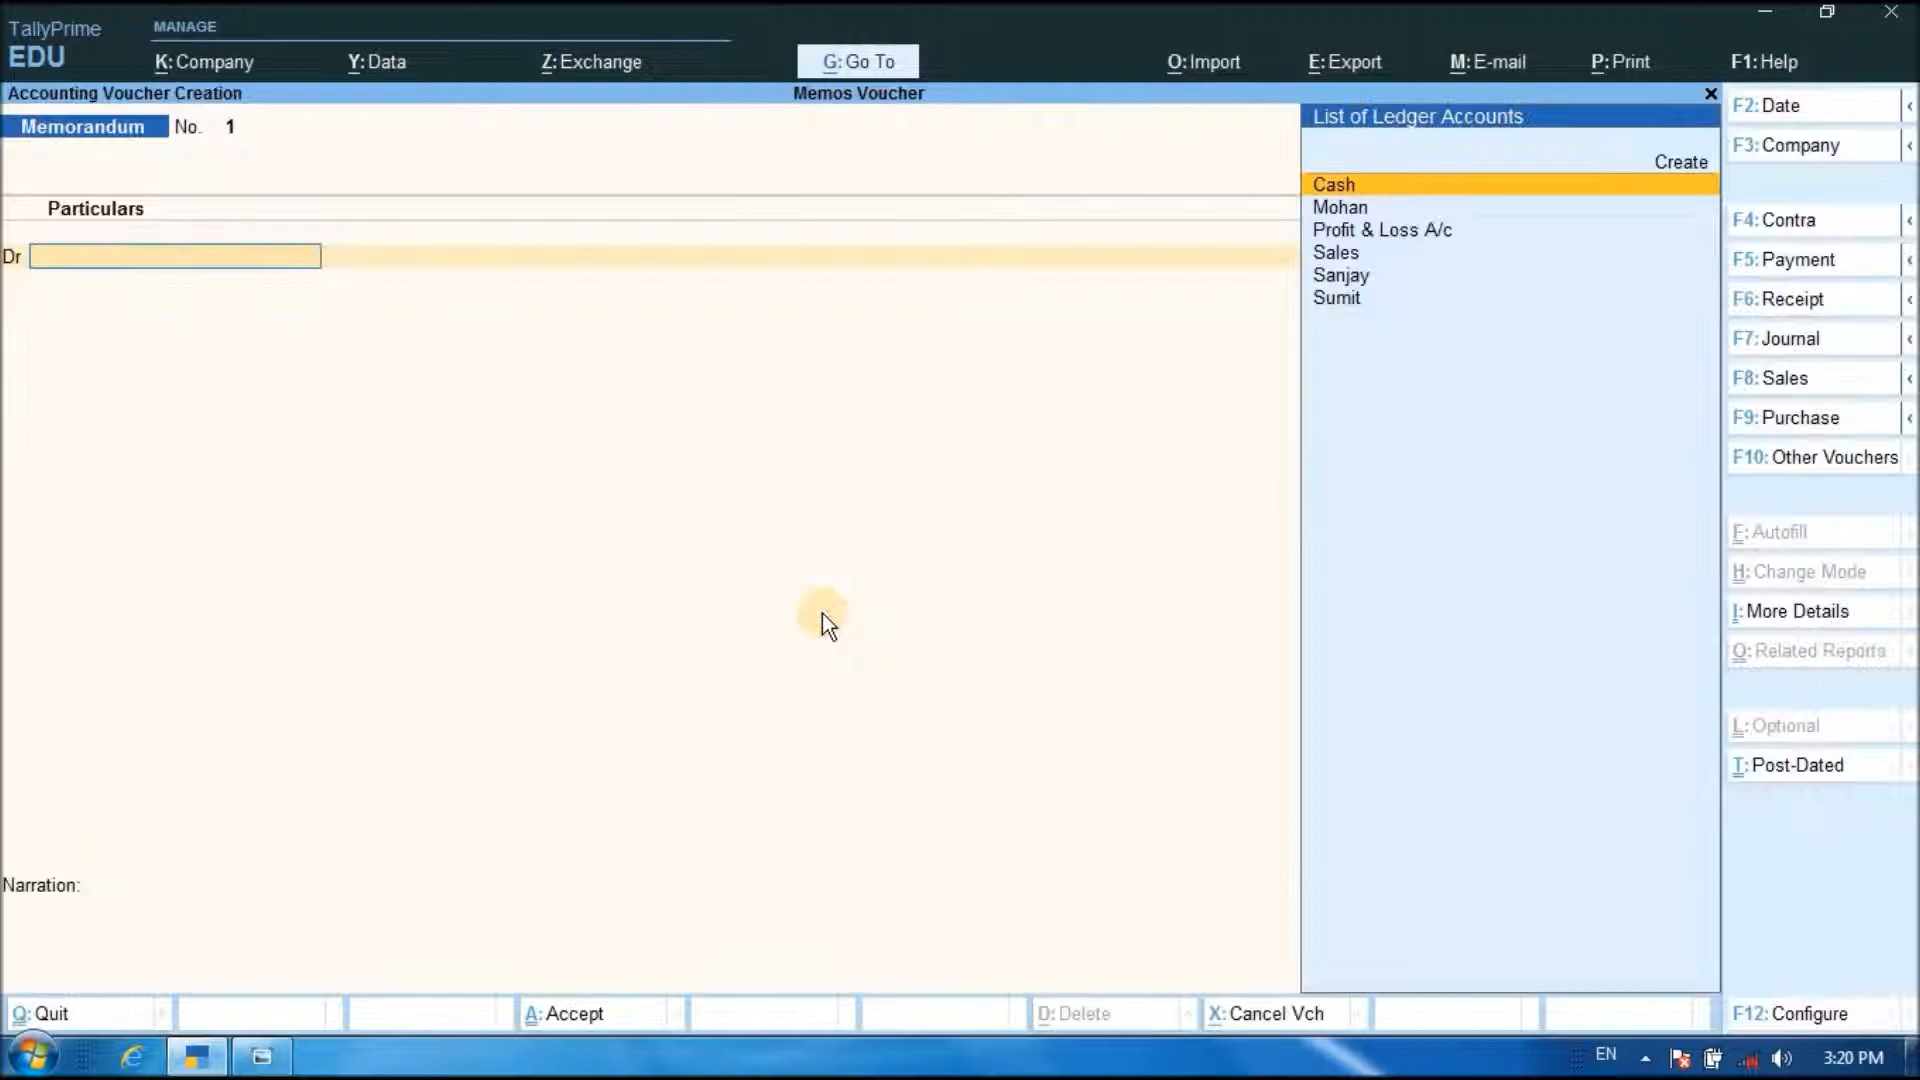 TallyPrime
EDU
MANAGE
K: Company
Y: Data
Z: Exchange
G: Go To
O: Import
E: Export
M: E-mail
P: Print
F1: Help
Accounting Voucher Creation
Memos Voucher
Memorandum No. 1
Particulars
Dr
Narration:
List of Ledger Accounts
Create
Cash
Mohan
Profit & Loss A/c
Sales
Sanjay
Sumit
F2: Date
F3: Company
F4: Contra
F5: Payment
F6: Receipt
F7: Journal
F8: Sales
F9: Purchase
F10: Other Vouchers
F: Autofill
H: Change Mode
I: More Details
O: Related Reports
L: Optional
T: Post-Dated
Q: Quit
A: Accept
D: Delete
X: Cancel Vch
F12: Configure
EN
3:20 PM